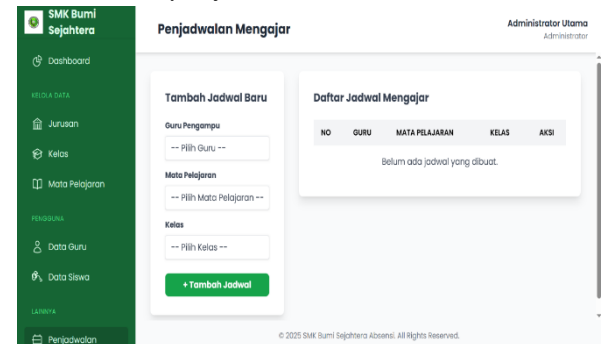 SMK Bumi
Sejahtera
Dashboard
KELOLA DATA
Jurusan
Kelas
Mata Pelajaran
PENGGUNA
Data Guru
Data Siswa
LAINNYA
Penjadwalan
Penjadwalan Mengajar
Administrator Utama
Administrator
Tambah Jadwal Baru
Guru Pengampu
-- Pilih Guru --
Mata Pelajaran
-- Pilih Mata Pelajaran --
Kelas
-- Pilih Kelas --
+ Tambah Jadwal
Daftar Jadwal Mengajar
NO GURU MATA PELAJARAN KELAS AKSI
Belum ada jadwal yang dibuat.
© 2025 SMK Bumi Sejahtera Absensi. All Rights Reserved.